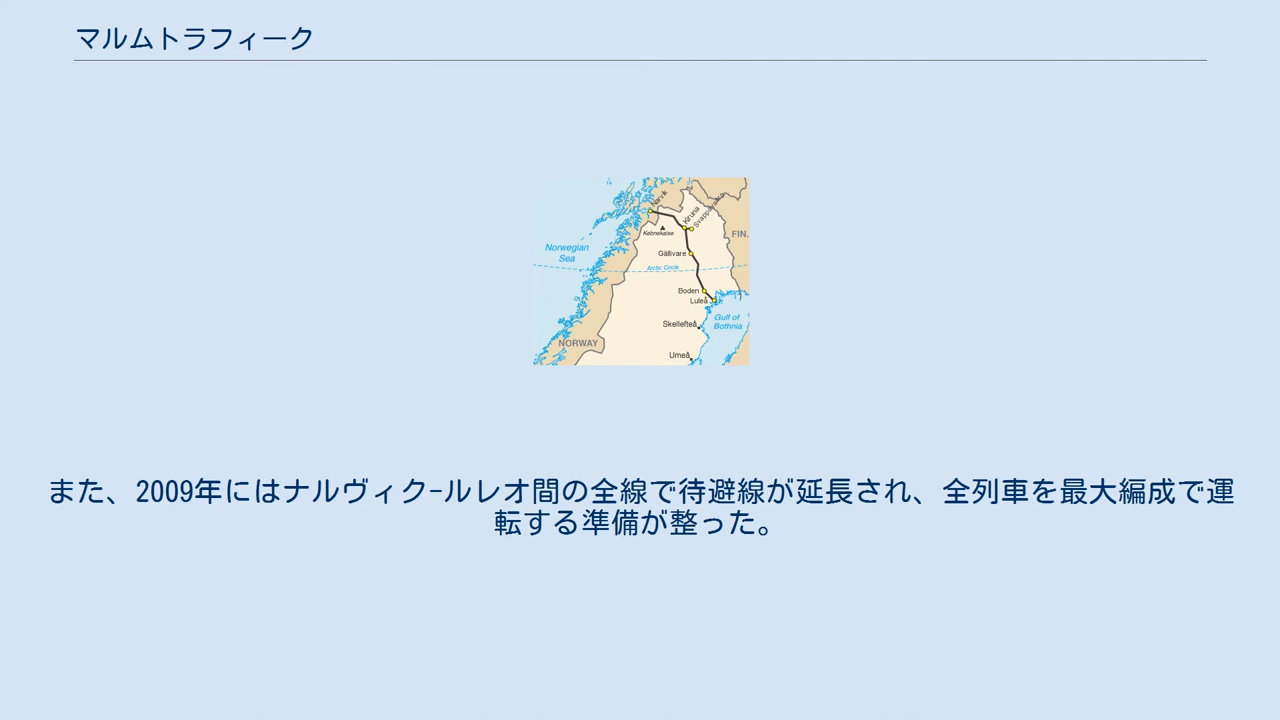 マルムトラフィーク
Narvik
Kiruna
Svappavaara
Kebnekaise
FIN.
Norwegian
Sea
Gällivare
Arctic Circle
Boden
Luleå
Gulf of
Bothnia
Skellefteå
NORWAY
Umeå
また、2009年にはナルヴィク-ルレオ間の全線で待避線が延長され、全列車を最大編成で運
転する準備が整った。